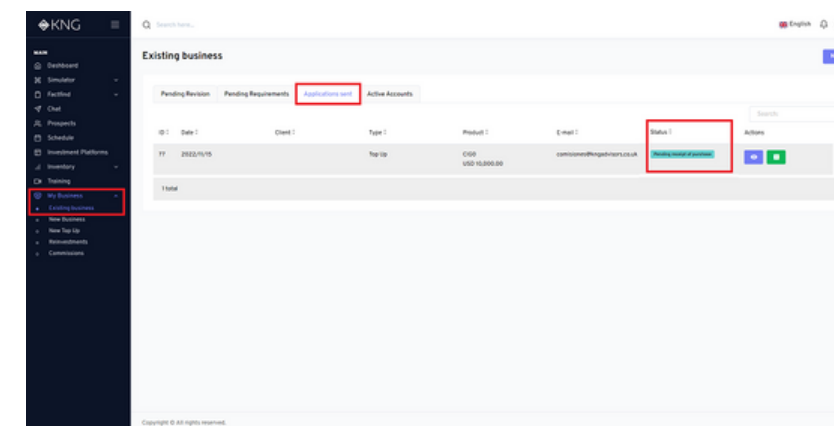 KNG
Search here...
English
MAIN
Dashboard
Simulator
Factfind
Chat
Prospects
Schedule
Investment Platforms
Inventory
Training
My Business
Existing business
New Business
New Top Up
Reinvestments
Commissions
Existing business
Pending Revision Pending Requirements Applications sent Active Accounts
Search:
ID Date Client Type Product E-mail Status Actions
77 2022/11/15 Top Up CIGO comisiones@kngadvisors.co.uk Pending receipt of purchase
USD 10,000.00
1 total
Copyright © All rights reserved.